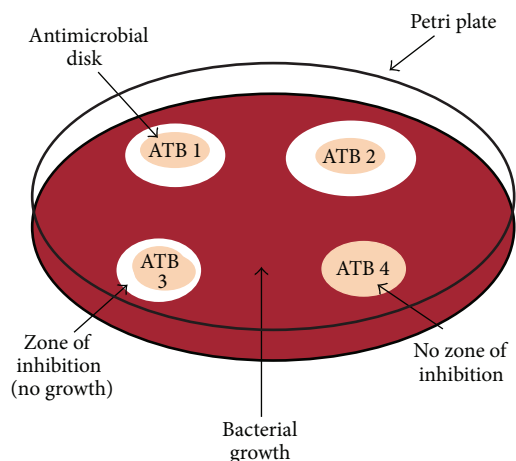 Petri plate
Antimicrobial
disk
ATB 1
ATB 2
ATB
3
ATB 4
Zone of
inhibition
(no growth)
No zone of
inhibition
Bacterial
growth